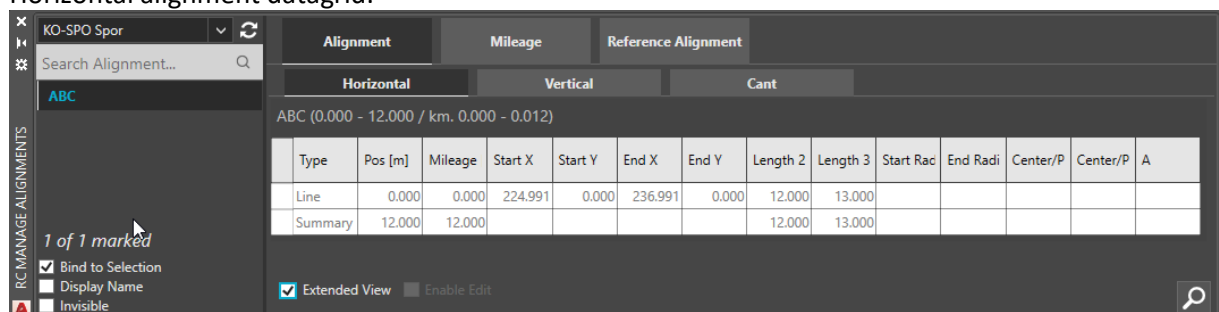 Horizontal alignment datagrid:
KO-SPO Spor
Search Alignment...
ABC
1 of 1 marked
Bind to Selection
Display Name
Invisible
RC MANAGE ALIGNMENTS
Alignment Mileage Reference Alignment
Horizontal Vertical Cant
ABC (0.000 - 12.000 / km. 0.000 - 0.012)
Type Pos [m] Mileage Start X Start Y End X End Y Length 2 Length 3 Start Rad End Radi Center/P Center/P A
Line 0.000 0.000 224.991 0.000 236.991 0.000 12.000 13.000
Summary 12.000 12.000 12.000 13.000
Extended View Enable Edit